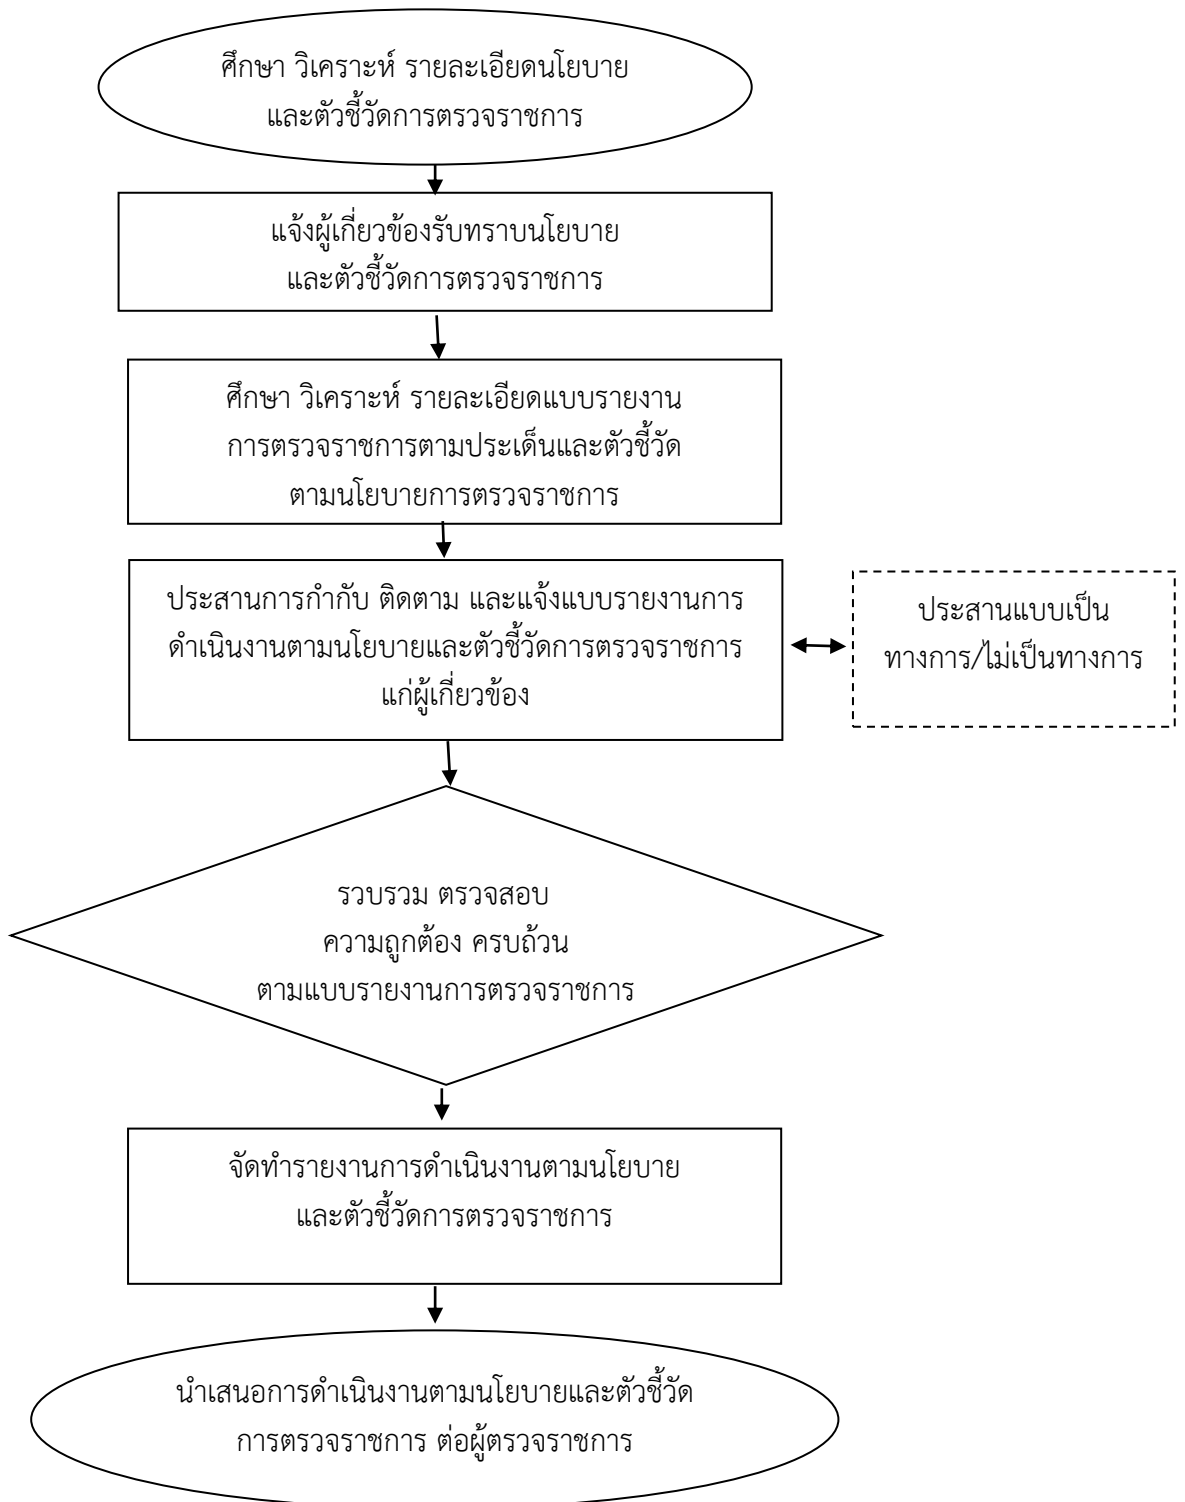 ศึกษา วิเคราะห์ รายละเอียดนโยบาย
และตัวชี้วัดการตรวจราชการ
แจ้งผู้เกี่ยวข้องรับทราบนโยบาย
และตัวชี้วัดการตรวจราชการ
ศึกษา วิเคราะห์ รายละเอียดแบบรายงาน
การตรวจราชการตามประเด็นและตัวชี้วัด
ตามนโยบายการตรวจราชการ
ประสานการกำกับ ติดตาม และแจ้งแบบรายงานการ
ดำเนินงานตามนโยบายและตัวชี้วัดการตรวจราชการ
แก่ผู้เกี่ยวข้อง
ประสานแบบเป็น
ทางการ/ไม่เป็นทางการ
รวบรวม ตรวจสอบ
ความถูกต้อง ครบถ้วน
ตามแบบรายงานการตรวจราชการ
จัดทำรายงานการดำเนินงานตามนโยบาย
และตัวชี้วัดการตรวจราชการ
นำเสนอการดำเนินงานตามนโยบายและตัวชี้วัด
การตรวจราชการ ต่อผู้ตรวจราชการ